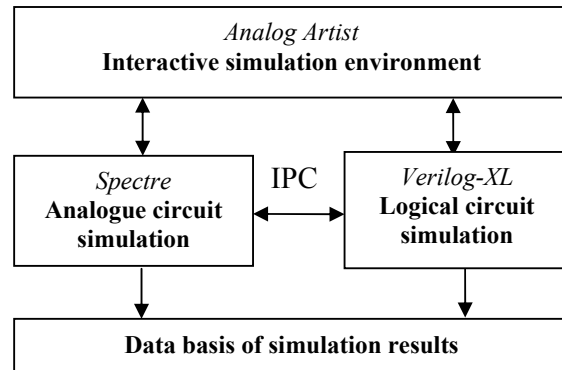 Analog Artist
Interactive simulation environment
Spectre
Analogue circuit
simulation
IPC
Verilog-XL
Logical circuit
simulation
Data basis of simulation results